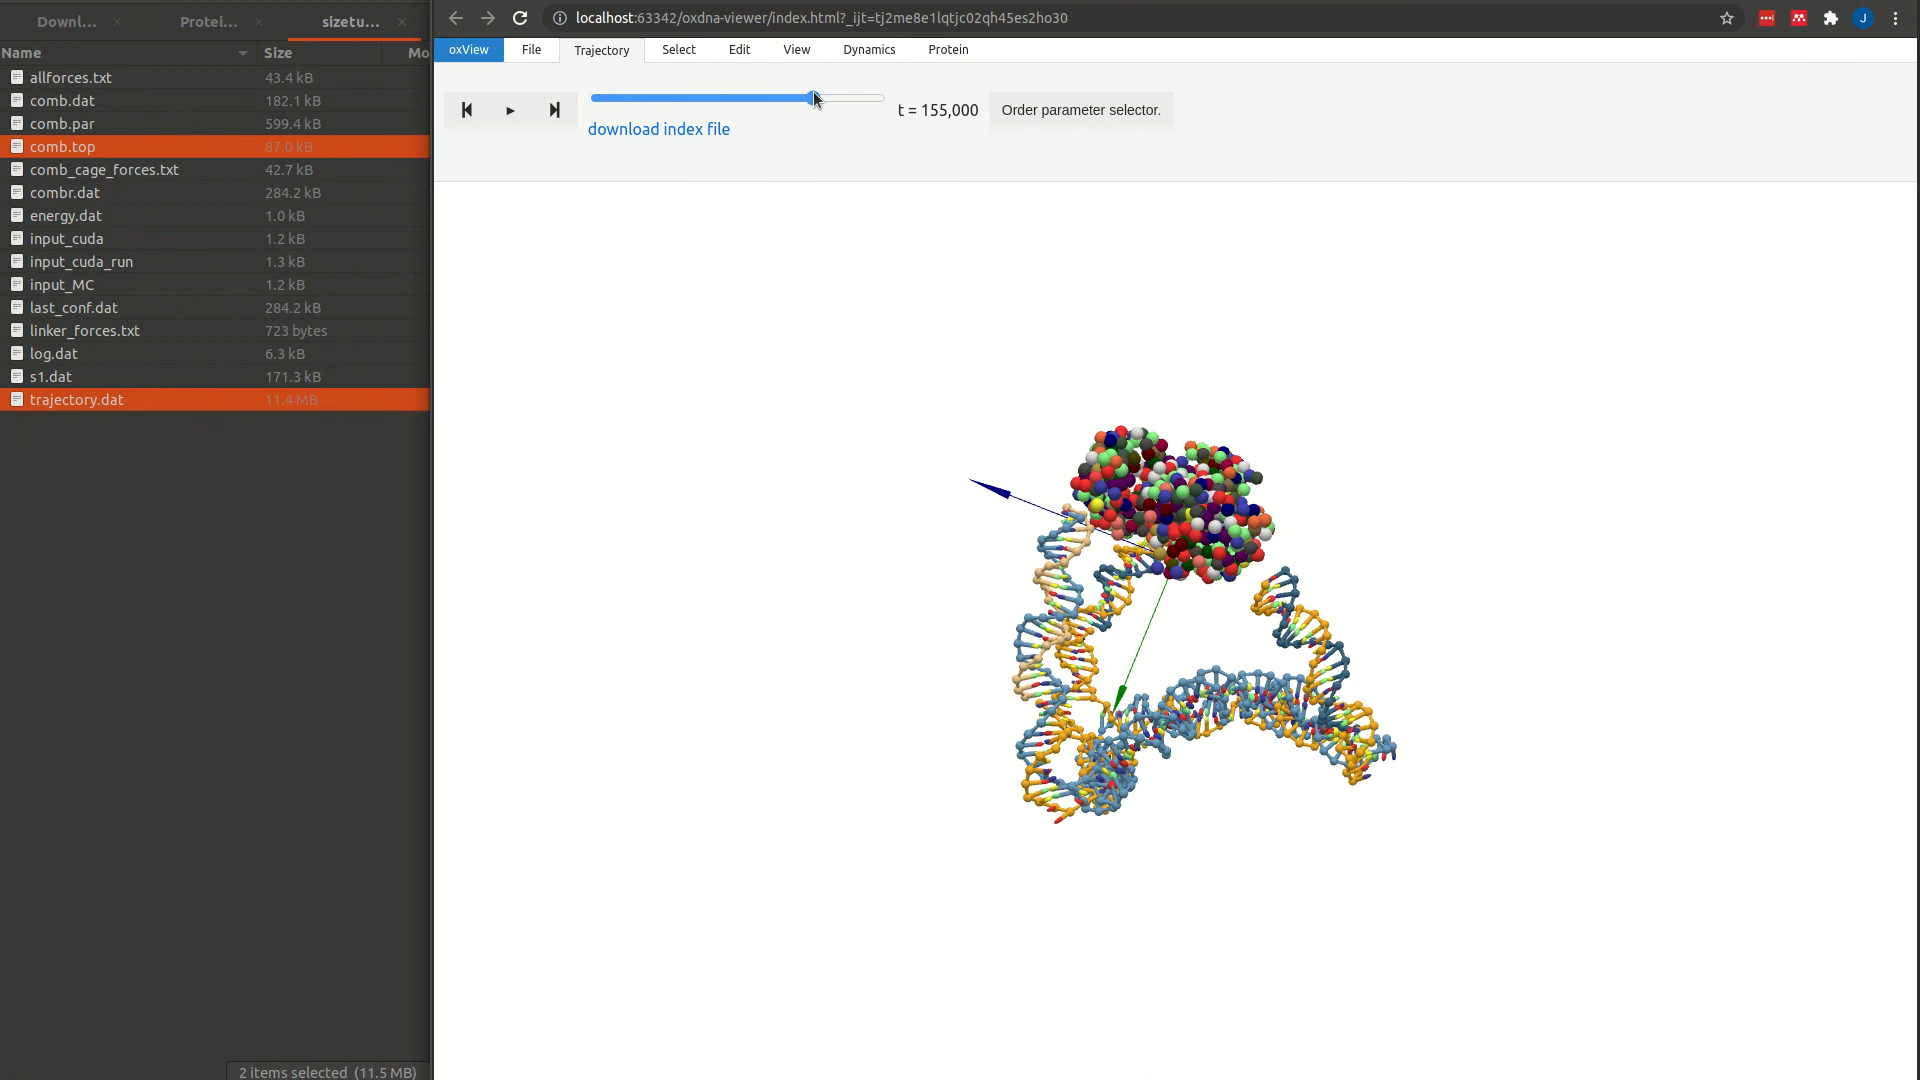 Downl...
Protei...
sizetu...
Name
Size
Mo
allforces.txt
43.4 kB
comb.dat
182.1 kB
comb.par
599.4 kB
comb.top
87.0 kB
comb_cage_forces.txt
42.7 kB
combr.dat
284.2 kB
energy.dat
1.0 kB
input_cuda
1.2 kB
input_cuda_run
1.3 kB
input_MC
1.2 kB
last_conf.dat
284.2 kB
linker_forces.txt
723 bytes
log.dat
6.3 kB
s1.dat
171.3 kB
trajectory.dat
11.4 MB
2 items selected (11.5 MB)
localhost:63342/oxdna-viewer/index.html?_ijt=tj2me8e1lqtjc02qh45es2ho30
J
oxView
File
Trajectory
Select
Edit
View
Dynamics
Protein
t = 155,000
Order parameter selector.
download index file